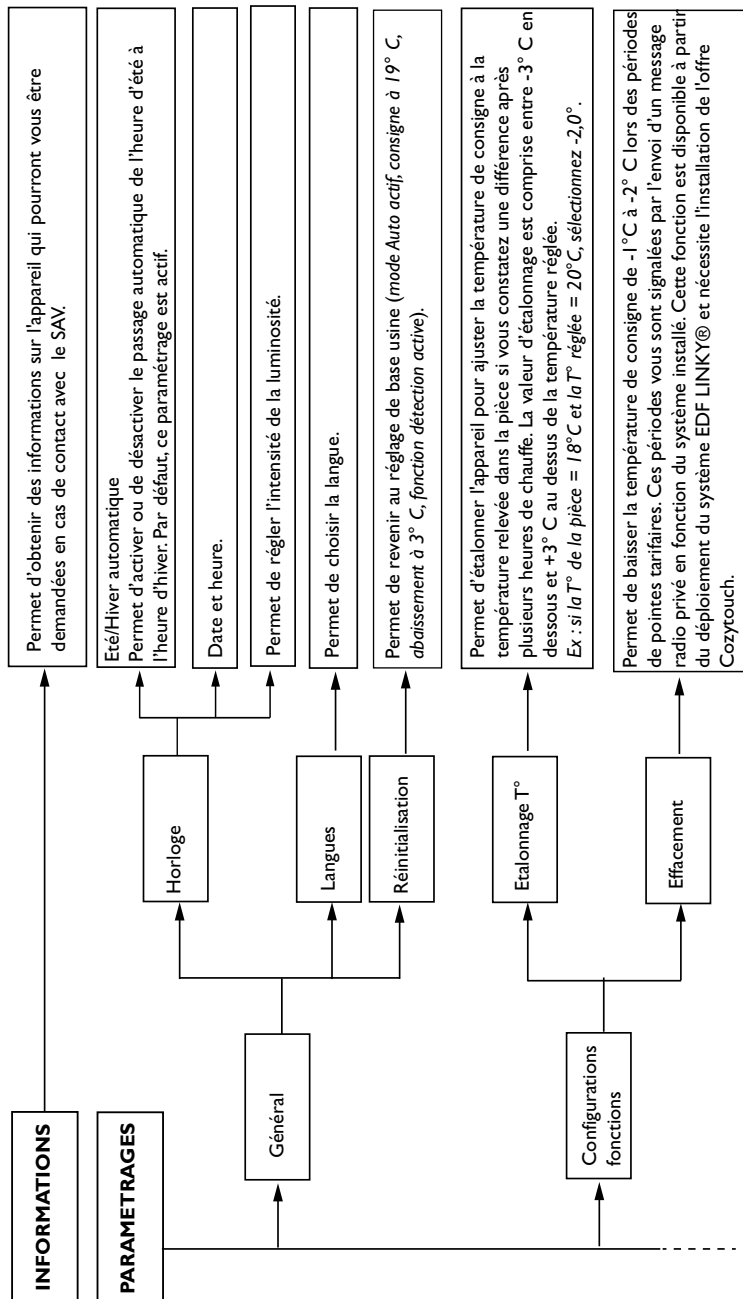 INFORMATIONS
Permet d'obtenir des informations sur l'appareil qui pourront vous être
demandées en cas de contact avec le SAV.
PARAMETRAGES
Général
Horloge
Eté/Hiver automatique
Permet d'activer ou de désactiver le passage automatique de l'heure d'été à
l'heure d'hiver. Par défaut, ce paramétrage est actif.
Date et heure.
Permet de régler l'intensité de la luminosité.
Langues
Permet de choisir la langue.
Réinitialisation
Permet de revenir au réglage de base usine (mode Auto actif, consigne à 19° C,
abaissement à 3° C, fonction détection active).
Configurations
fonctions
Etalonnage T°
Permet d'étalonner l'appareil pour ajuster la température de consigne à la
température relevée dans la pièce si vous constatez une différence après
plusieurs heures de chauffe. La valeur d'étalonnage est comprise entre -3° C en
dessous et +3° C au dessus de la température réglée.
Ex : si la T° de la pièce = 18°C et la T° réglée = 20°C, sélectionnez -2,0°.
Effacement
Permet de baisser la température de consigne de -1°C à -2° C lors des périodes
de pointes tarifaires. Ces périodes vous sont signalées par l'envoi d'un message
radio privé en fonction du système installé. Cette fonction est disponible à partir
du déploiement du système EDF LINKY® et nécessite l'installation de l'offre
Cozytouch.